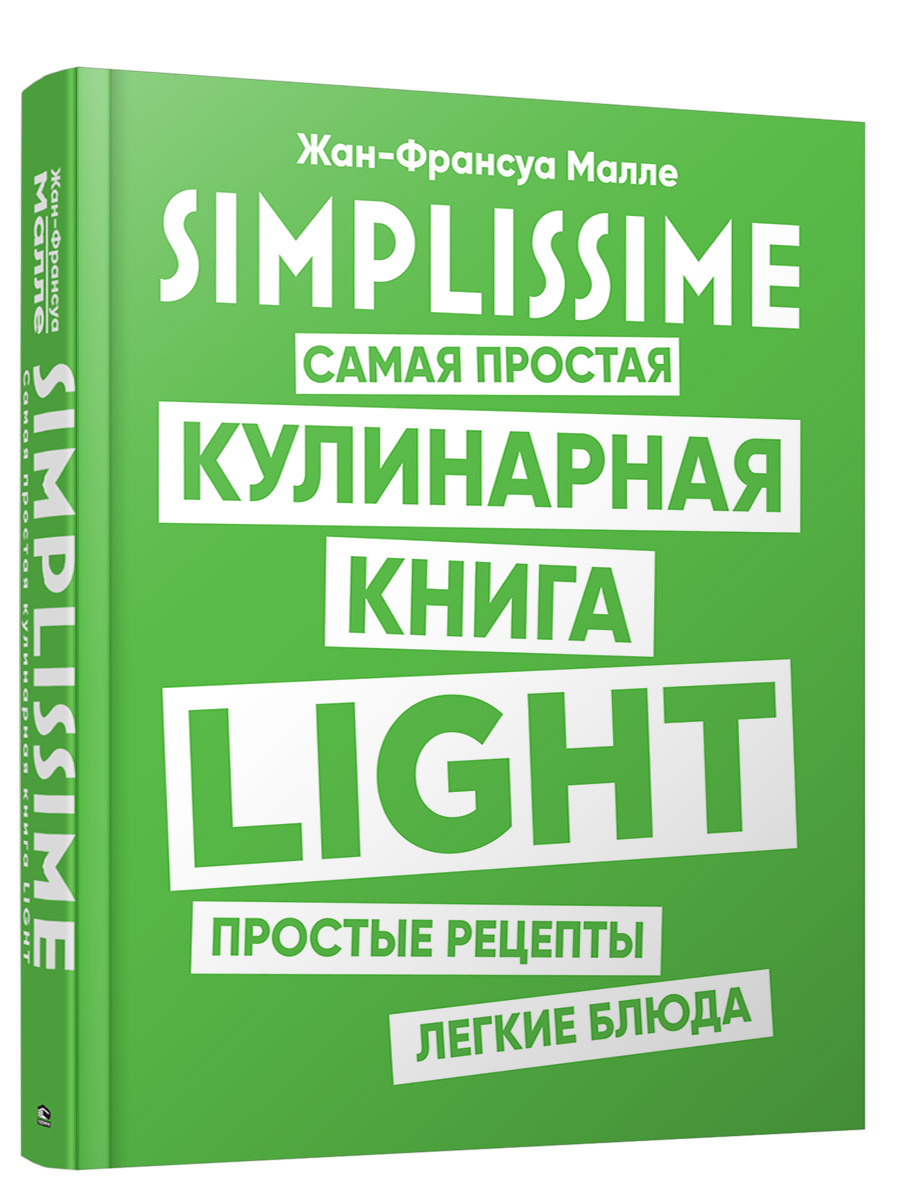 Жан-Франсуа Малле
SIMPLISSIME
САМАЯ ПРОСТАЯ
КУЛИНАРНАЯ
КНИГА
LIGHT
ПРОСТЫЕ РЕЦЕПТЫ
ЛЕГКИЕ БЛЮДА
Жан-Франсуа
Малле
SIMPLISSIME
Самая простая кулинарная книга LIGHT